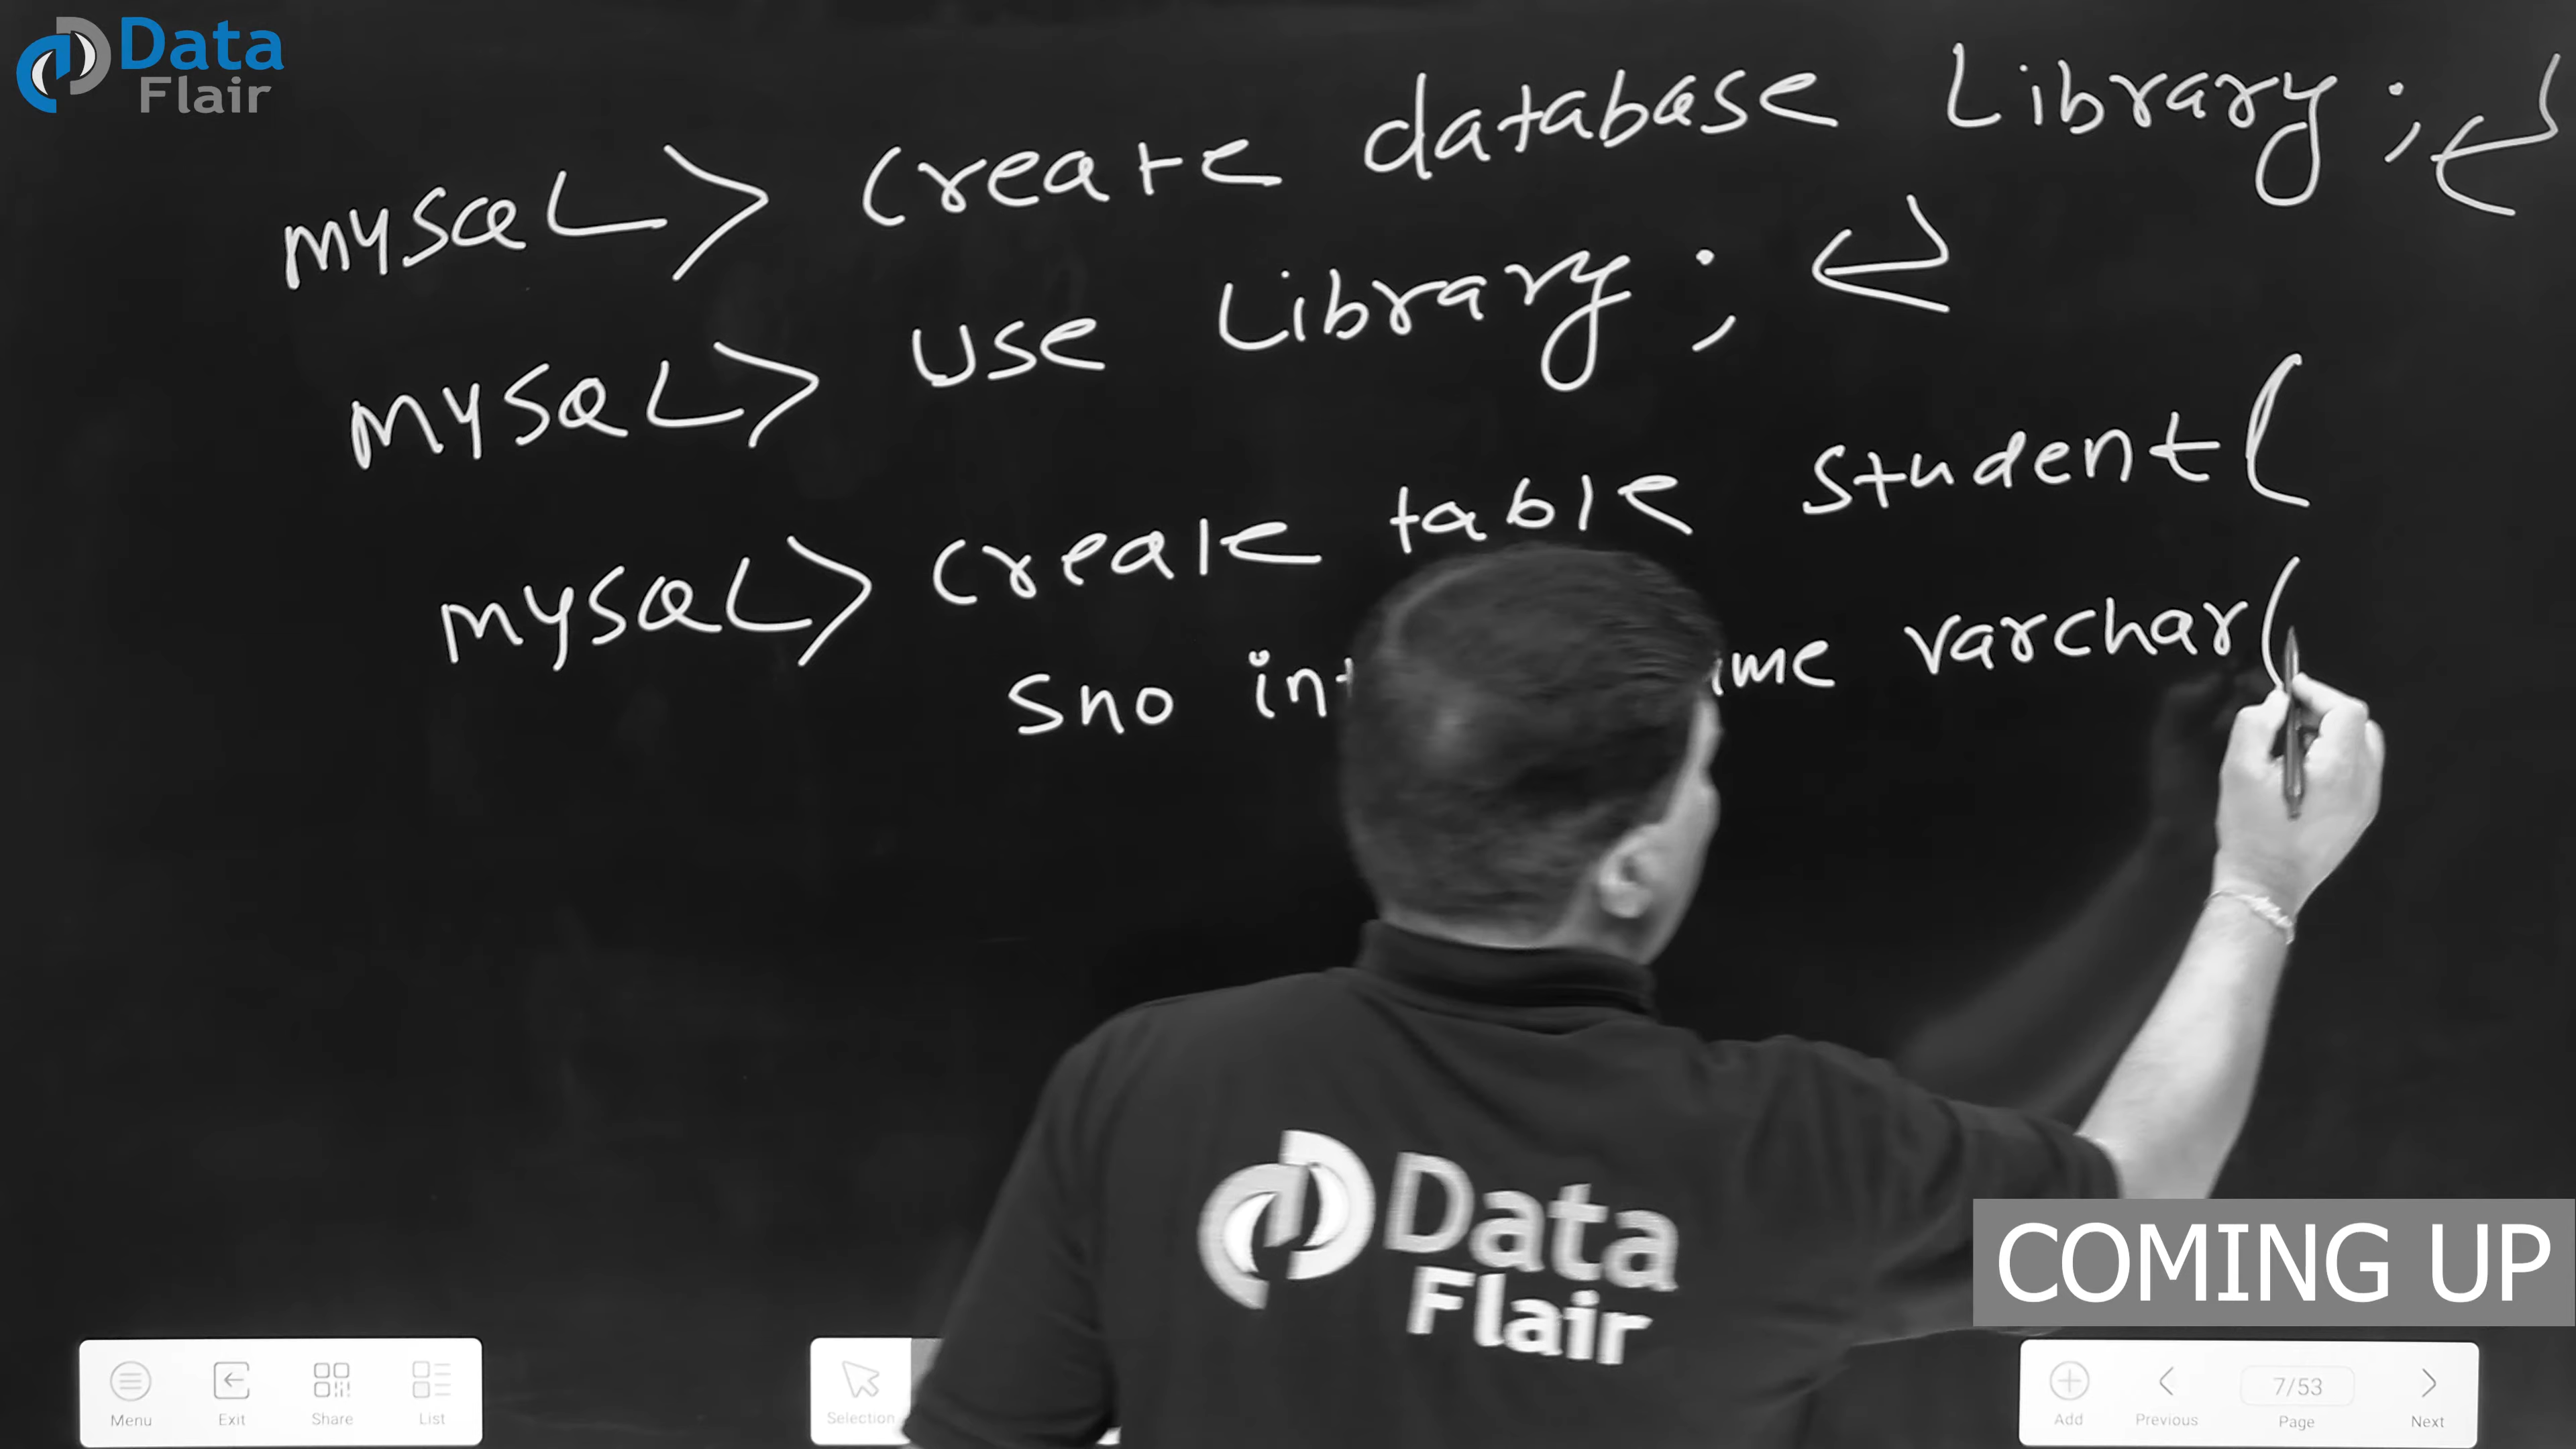 Data
Flair
mysql> create database Library;
mysql> use Library;
mysql> create table student(
sno int varchar(
Data
Flair
COMING UP
Menu Exit Share List
Selection
Add Previous 7/53 Page Next